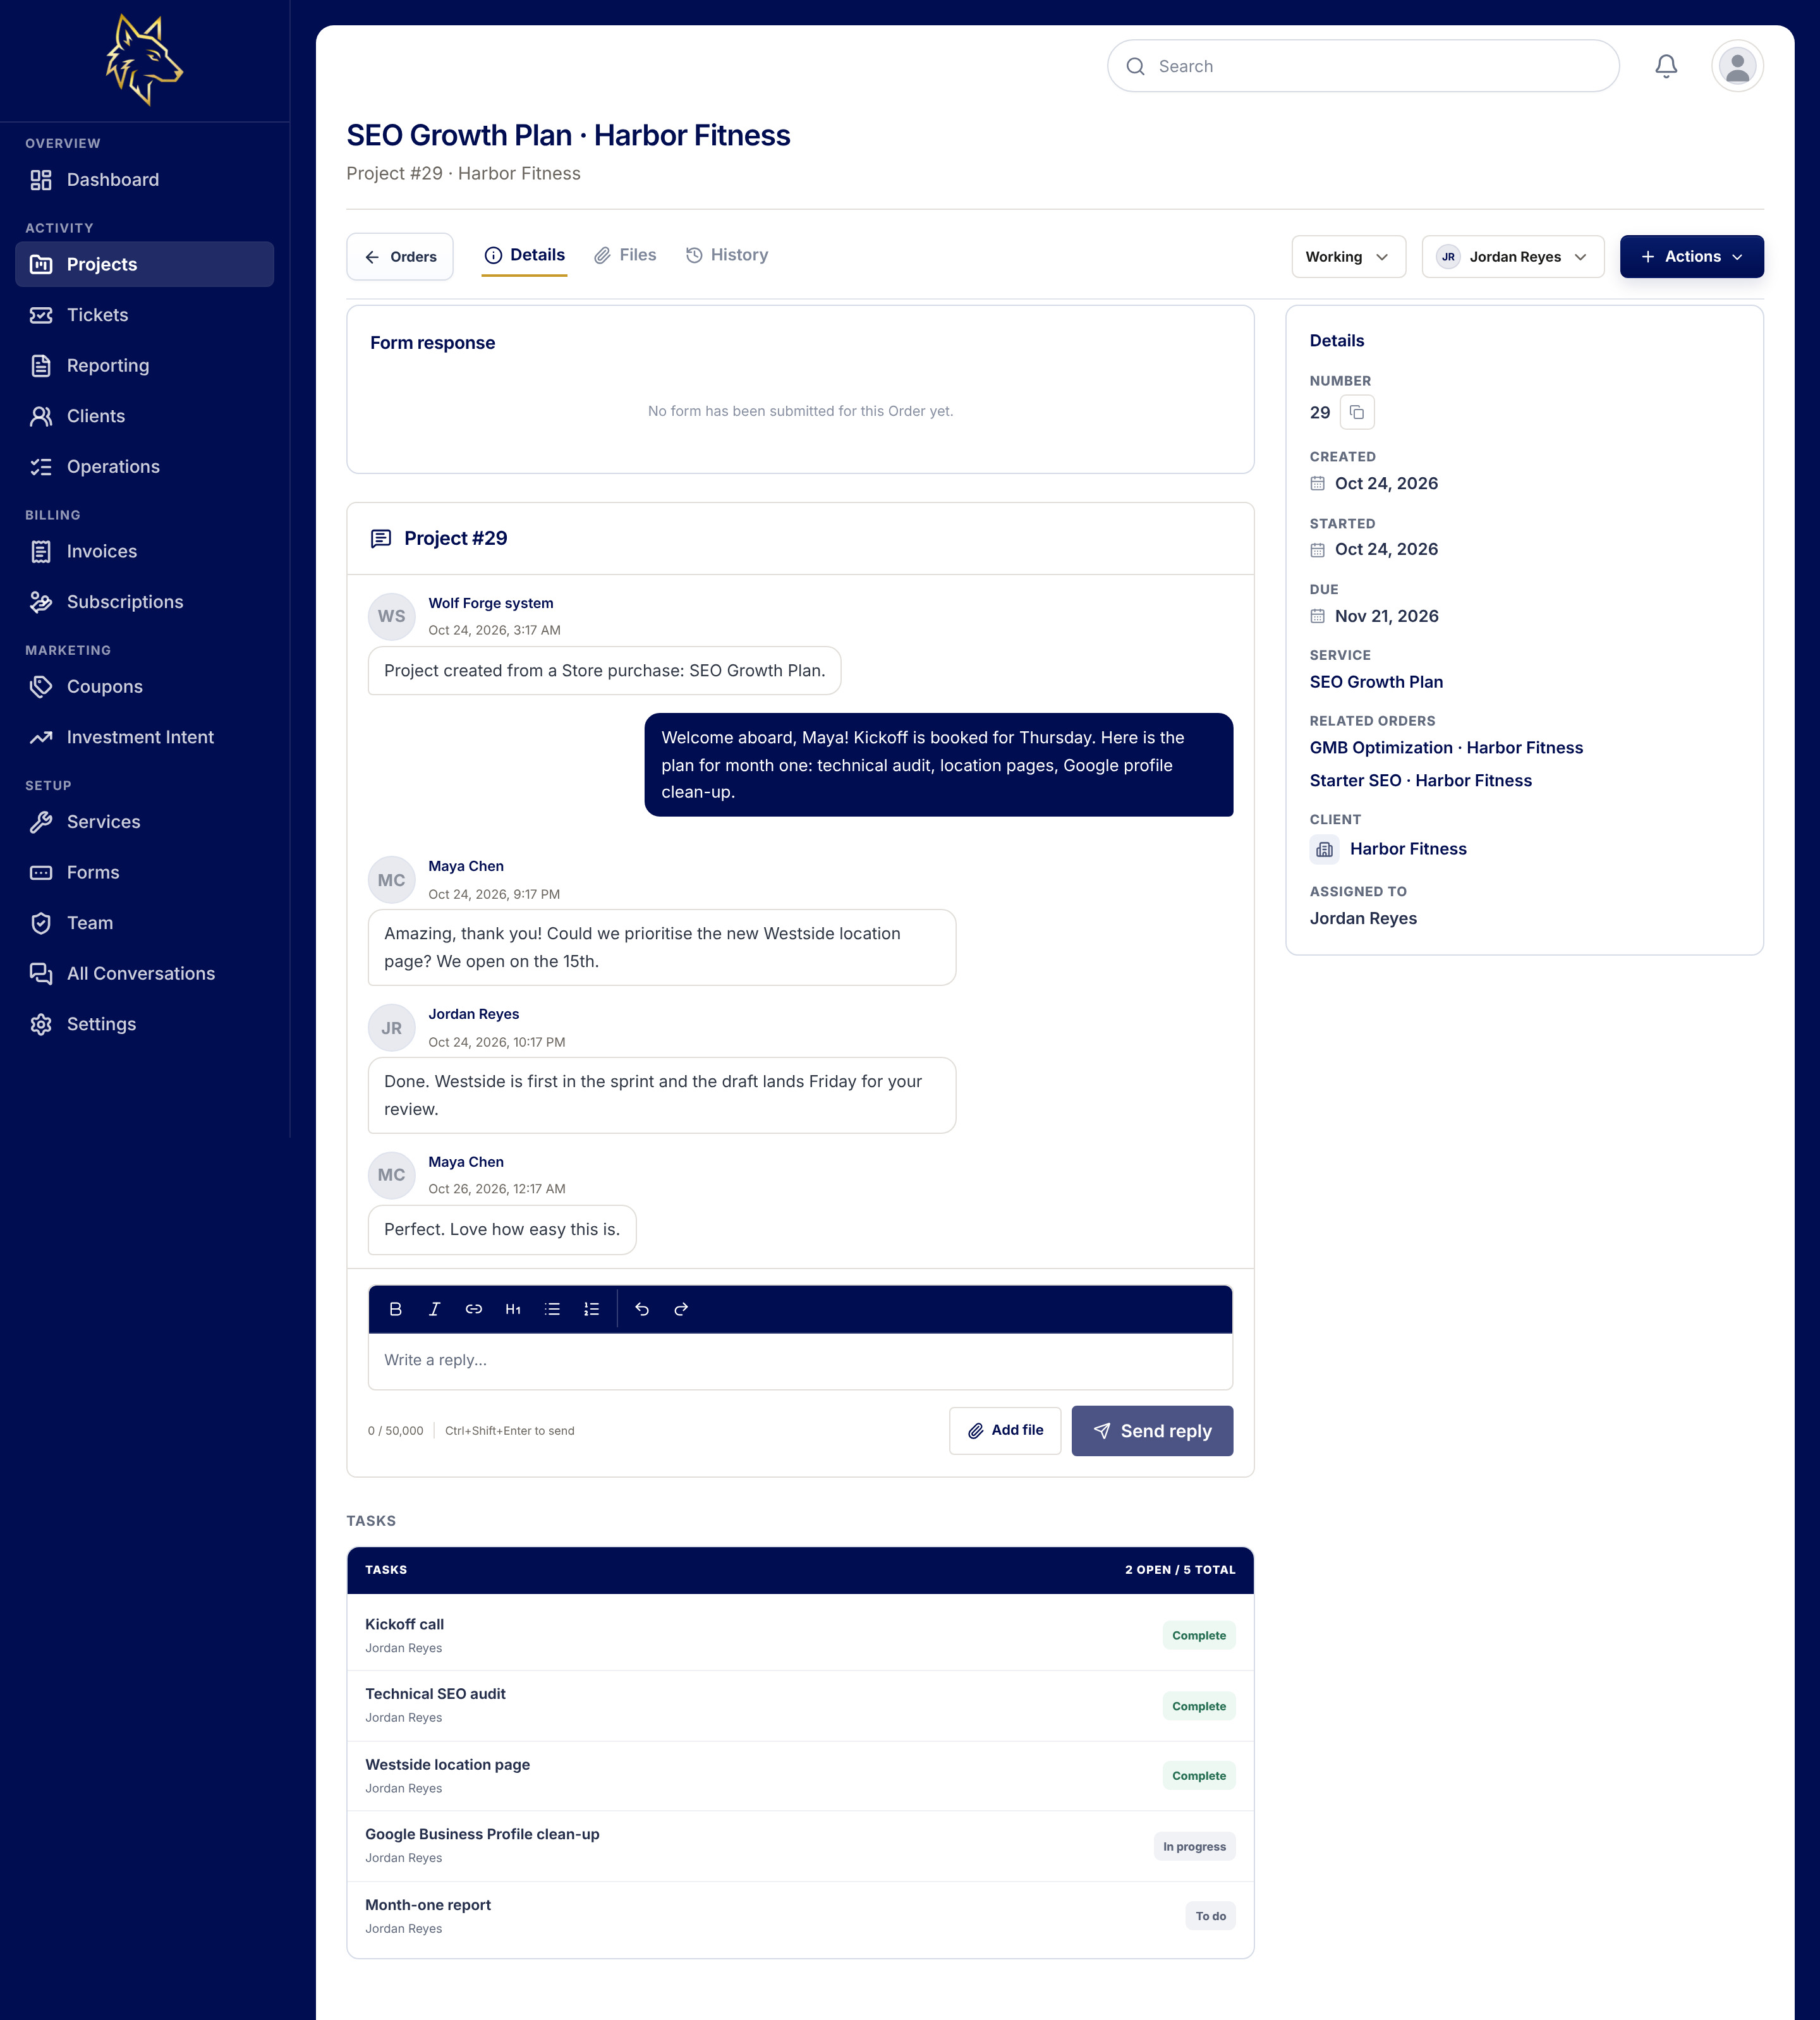 OVERVIEW
Dashboard
ACTIVITY
Projects
Tickets
Reporting
Clients
Operations
BILLING
Invoices
Subscriptions
MARKETING
Coupons
Investment Intent
SETUP
Services
Forms
Team
All Conversations
Settings
Search
SEO Growth Plan · Harbor Fitness
Project #29 · Harbor Fitness
Orders
Details
Files
History
Working
JR Jordan Reyes
Actions
Form response
No form has been submitted for this Order yet.
Project #29
WS
Wolf Forge system
Oct 24, 2026, 3:17 AM
Project created from a Store purchase: SEO Growth Plan.
Welcome aboard, Maya! Kickoff is booked for Thursday. Here is the
plan for month one: technical audit, location pages, Google profile
clean-up.
MC
Maya Chen
Oct 24, 2026, 9:17 PM
Amazing, thank you! Could we prioritise the new Westside location
page? We open on the 15th.
JR
Jordan Reyes
Oct 24, 2026, 10:17 PM
Done. Westside is first in the sprint and the draft lands Friday for your
review.
MC
Maya Chen
Oct 26, 2026, 12:17 AM
Perfect. Love how easy this is.
B I H1
Write a reply...
0 / 50,000
Ctrl+Shift+Enter to send
Add file
Send reply
TASKS
TASKS
2 OPEN / 5 TOTAL
Kickoff call
Jordan Reyes
Complete
Technical SEO audit
Jordan Reyes
Complete
Westside location page
Jordan Reyes
Complete
Google Business Profile clean-up
Jordan Reyes
In progress
Month-one report
Jordan Reyes
To do
Details
NUMBER
29
CREATED
Oct 24, 2026
STARTED
Oct 24, 2026
DUE
Nov 21, 2026
SERVICE
SEO Growth Plan
RELATED ORDERS
GMB Optimization · Harbor Fitness
Starter SEO · Harbor Fitness
CLIENT
Harbor Fitness
ASSIGNED TO
Jordan Reyes